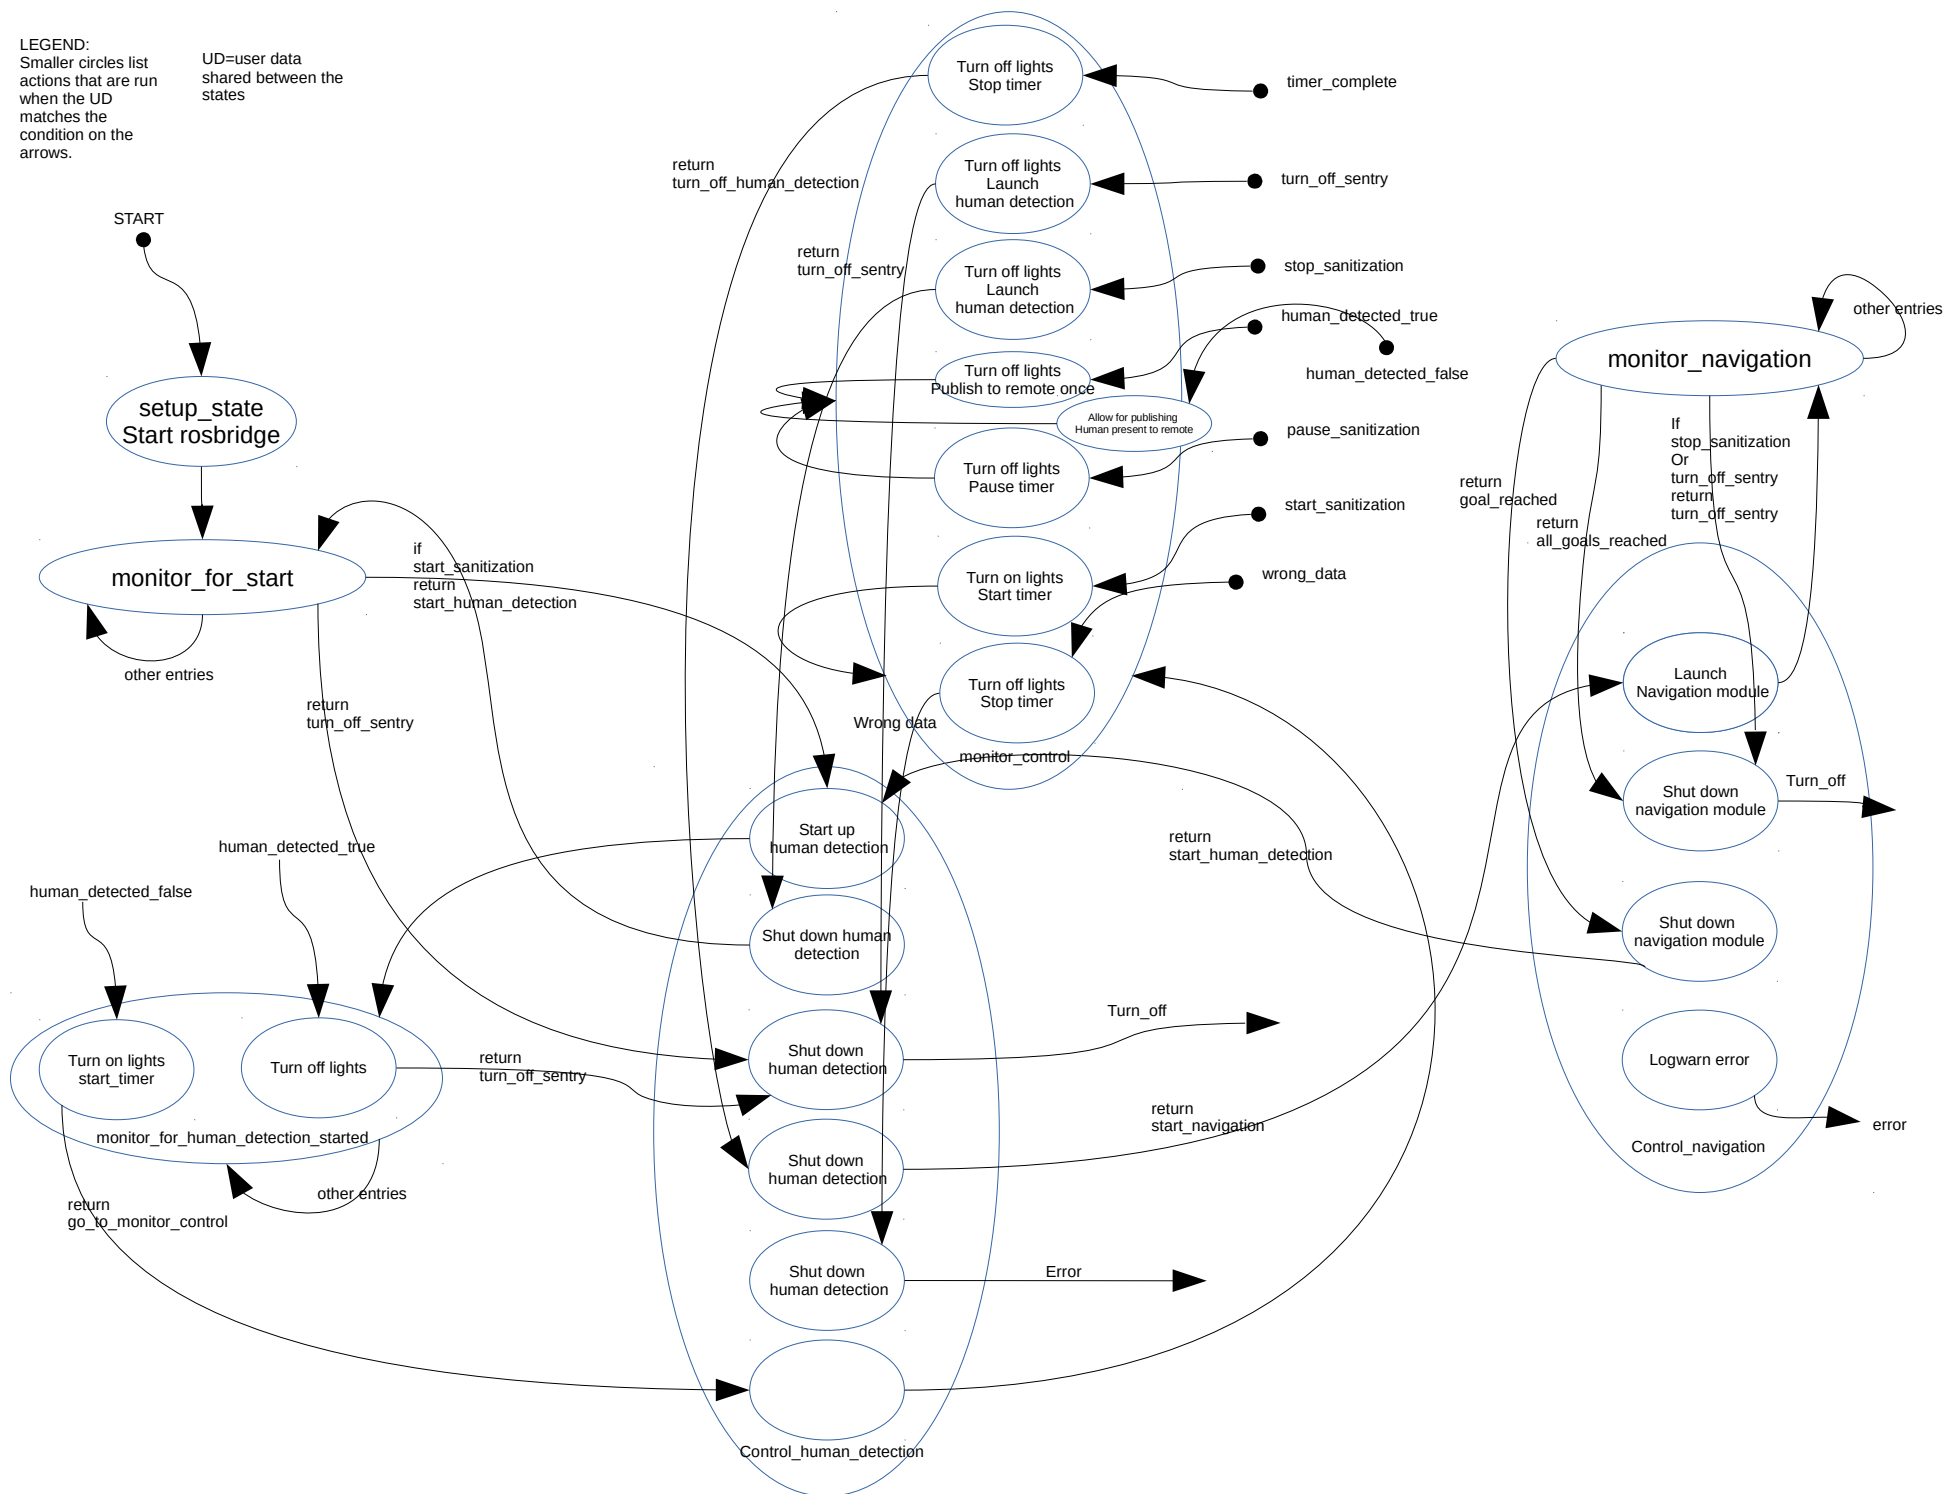 LEGEND:
Smaller circles list
actions that are run
when the UD
matches the
condition on the
arrows.
UD=user data
shared between the
states
START
setup_state
Start rosbridge
monitor_for_start
other entries
if
start_sanitization
return
start_human_detection
return
turn_off_sentry
human_detected_true
human_detected_false
Turn on lights
start_timer
Turn off lights
monitor_for_human_detection_started
other entries
return
go_to_monitor_control
return
turn_off_sentry
return
turn_off_human_detection
return
turn_off_sentry
Turn off lights
Stop timer
timer_complete
Turn off lights
Launch
human detection
turn_off_sentry
Turn off lights
Launch
human detection
stop_sanitization
Turn off lights
Publish to remote once
human_detected_true
human_detected_false
Allow for publishing
Human present to remote
Turn off lights
Pause timer
pause_sanitization
Turn on lights
Start timer
start_sanitization
wrong_data
Turn off lights
Stop timer
Wrong data
monitor_control
Start up
human detection
Shut down human
detection
Shut down
human detection
Turn_off
Shut down
human detection
return
start_navigation
Shut down
human detection
Error
Control_human_detection
return
start_human_detection
monitor_navigation
other entries
return
goal_reached
return
all_goals_reached
If
stop_sanitization
Or
turn_off_sentry
return
turn_off_sentry
Launch
Navigation module
Shut down
navigation module
Turn_off
Shut down
navigation module
Logwarn error
error
Control_navigation